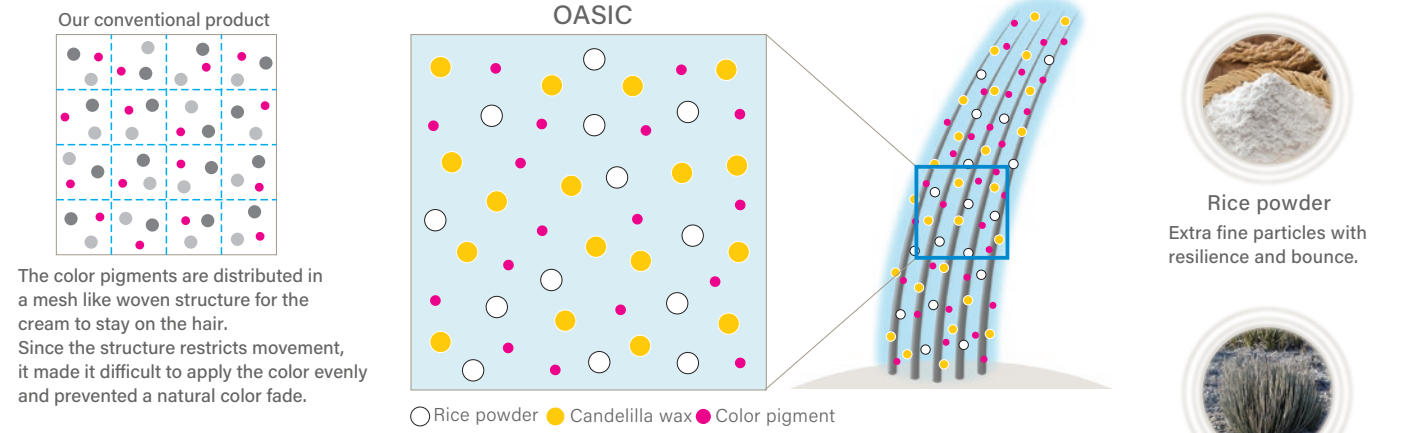 Our conventional product
The color pigments are distributed in
a mesh like woven structure for the
cream to stay on the hair.
Since the structure restricts movement,
it made it difficult to apply the color evenly
and prevented a natural color fade.
OASIC
Rice powder
Candelilla wax
Color pigment
Rice powder
Extra fine particles with
resilience and bounce.